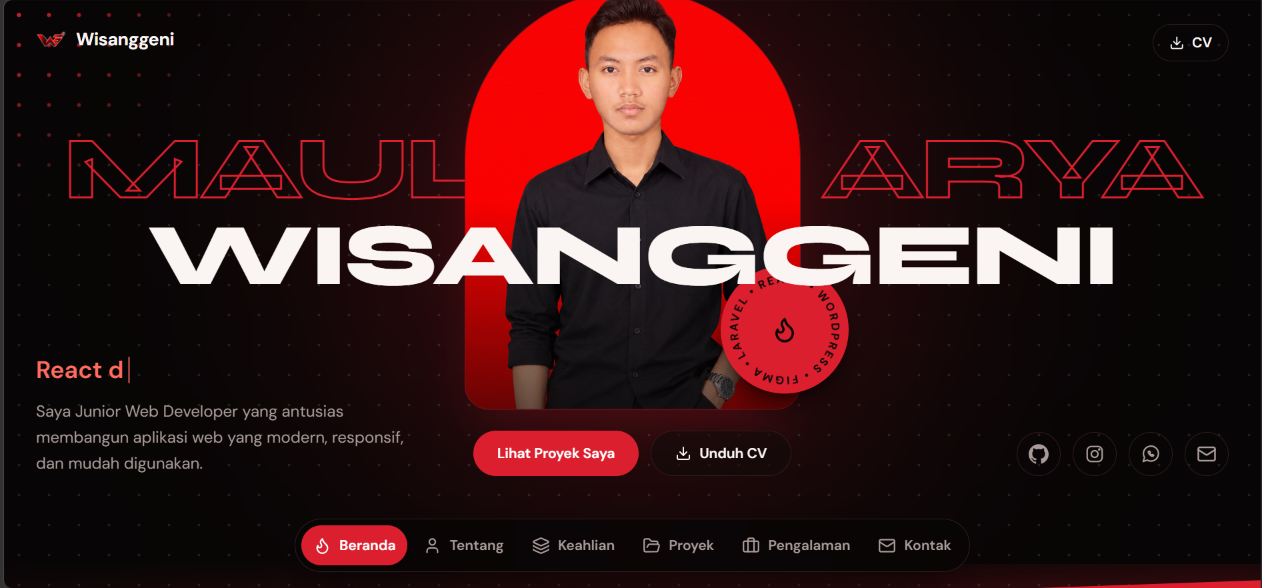 Wisanggeni
CV
MAUL ARYA
WISANGGENI
LARAVEL • RE WORDPRESS • FIGMA •
React d
Saya Junior Web Developer yang antusias
membangun aplikasi web yang modern, responsif,
dan mudah digunakan.
Lihat Proyek Saya
Unduh CV
Beranda
Tentang
Keahlian
Proyek
Pengalaman
Kontak